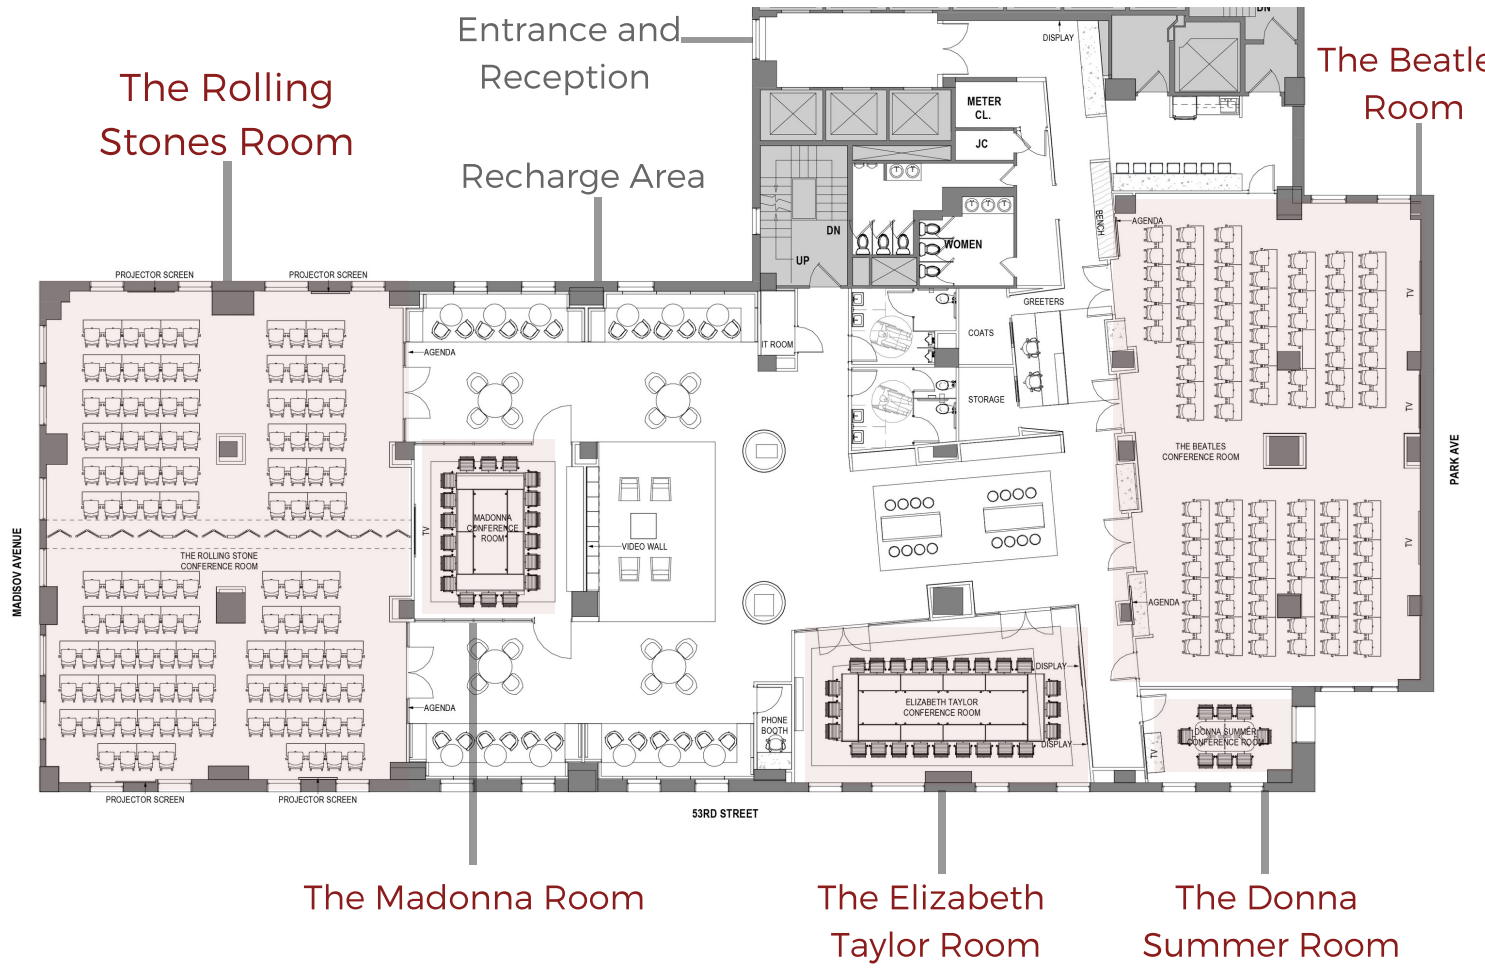 Entrance and
Reception
The Rolling
Stones Room
The Beatle
Room
Recharge Area
DISPLAY
DN
METER
CL.
JC
DN
UP
WOMEN
BENCH
AGENDA
PROJECTOR SCREEN
PROJECTOR SCREEN
GREETERS
COATS
IT ROOM
AGENDA
STORAGE
TV
TV
TV
THE BEATLES
CONFERENCE ROOM
PARK AVE
MADISOV AVENUE
THE ROLLING STONE
CONFERENCE ROOM
TV
MADONNA
CONFERENCE
ROOM
VIDEO WALL
AGENDA
DISPLAY
ELIZABETH TAYLOR
CONFERENCE ROOM
DISPLAY
AGENDA
PHONE
BOOTH
DONNA SUMMER
CONFERENCE ROOM
TV
PROJECTOR SCREEN
PROJECTOR SCREEN
53RD STREET
The Madonna Room
The Elizabeth
Taylor Room
The Donna
Summer Room